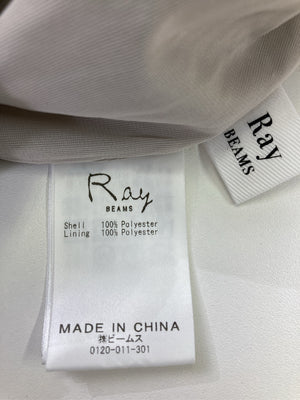 Ray
BEAMS
Ray
BEAMS
Shell 100% Polyester
Lining 100% Polyester
MADE IN CHINA
㈱ビームス
0120-011-301